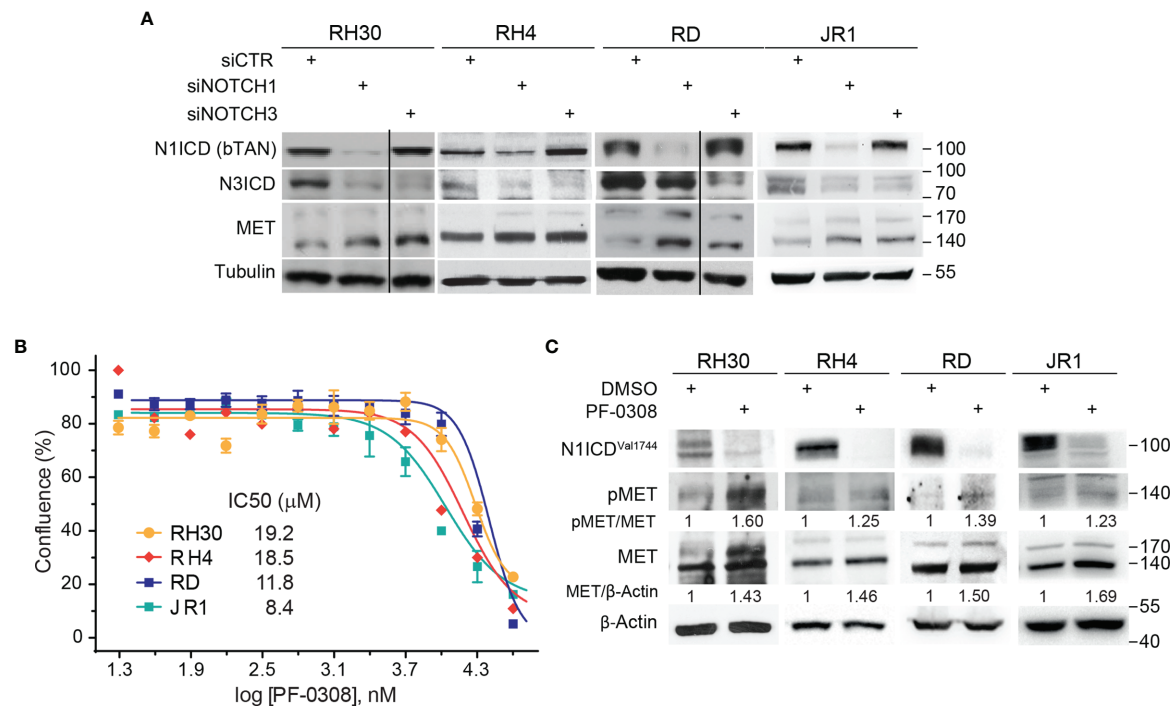 A
RH30 RH4 RD JR1
siCTR + + + +
siNOTCH1 + + + +
siNOTCH3 + + + +
N1ICD (bTAN) – 100
N3ICD – 100
– 70
MET – 170
– 140
Tubulin – 55
B
Confluence (%)
100
80
60
40
20
0
IC50 (μM)
RH30 19.2
RH4 18.5
RD 11.8
JR1 8.4
1.3 1.9 2.5 3.1 3.7 4.3
log [PF-0308], nM
C
RH30 RH4 RD JR1
DMSO + + + +
PF-0308 + + + +
N1ICDVal1744 –100
pMET –140
pMET/MET 1 1.60 1 1.25 1 1.39 1 1.23
MET –170
–140
MET/β-Actin 1 1.43 1 1.46 1 1.50 1 1.69
–55
β-Actin
–40